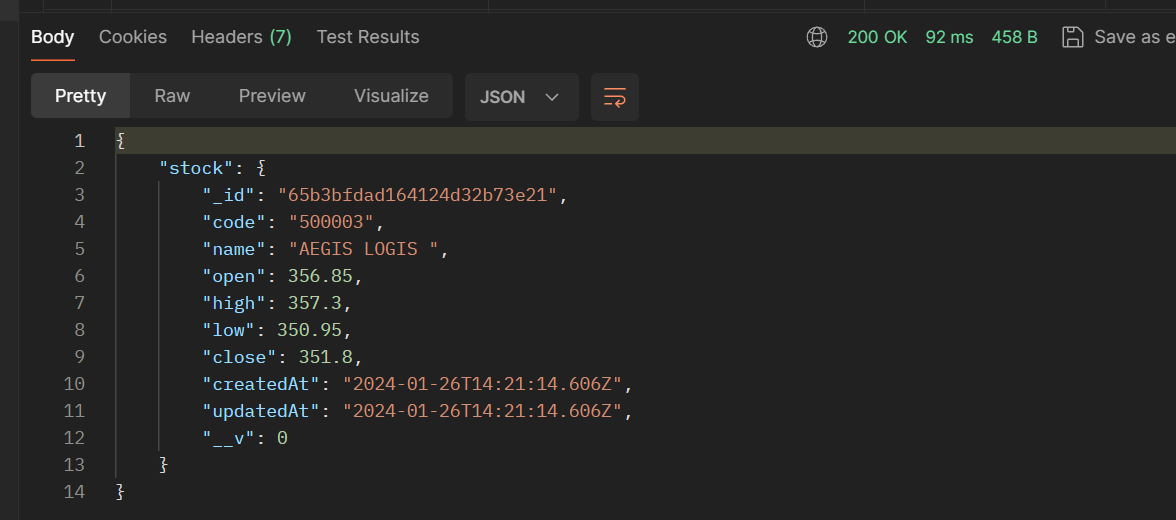 Body Cookies Headers (7) Test Results 200 OK 92 ms 458 B Save as e
Pretty Raw Preview Visualize JSON
1 {
2 "stock": {
3 "_id": "65b3bfdad164124d32b73e21",
4 "code": "500003",
5 "name": "AEGIS LOGIS ",
6 "open": 356.85,
7 "high": 357.3,
8 "low": 350.95,
9 "close": 351.8,
10 "createdAt": "2024-01-26T14:21:14.606Z",
11 "updatedAt": "2024-01-26T14:21:14.606Z",
12 "__v": 0
13 }
14 }